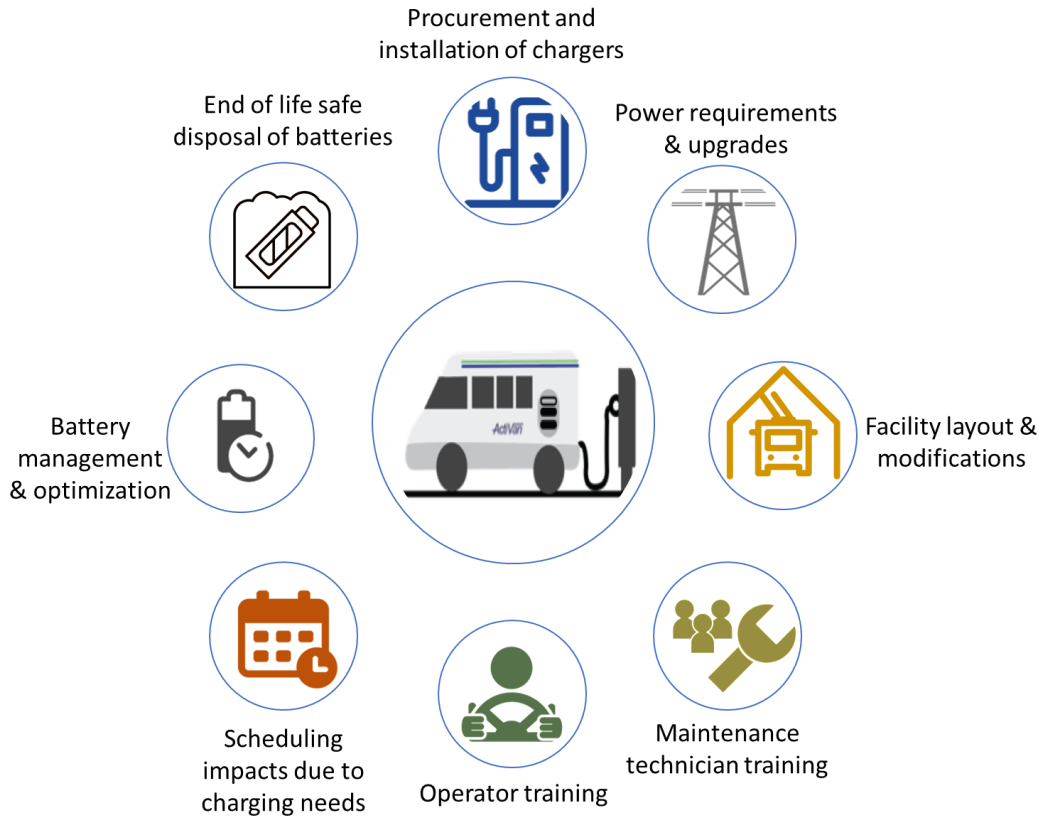 Procurement and
installation of chargers
End of life safe
disposal of batteries
Power requirements
& upgrades
Battery
management
& optimization
ActiVan
Facility layout &
modifications
Scheduling
impacts due to
charging needs
Operator training
Maintenance
technician training